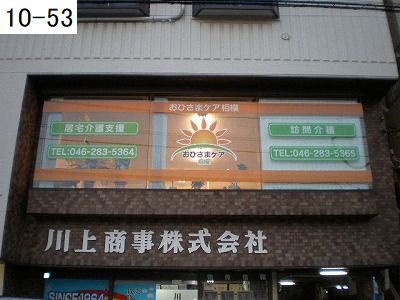 10-53
おひさまケア相模
居宅介護支援
TEL:046-283-5364
おひさまケア
相模
訪問介護
TEL:046-283-5365
川上商事株式会社
SINCE1964